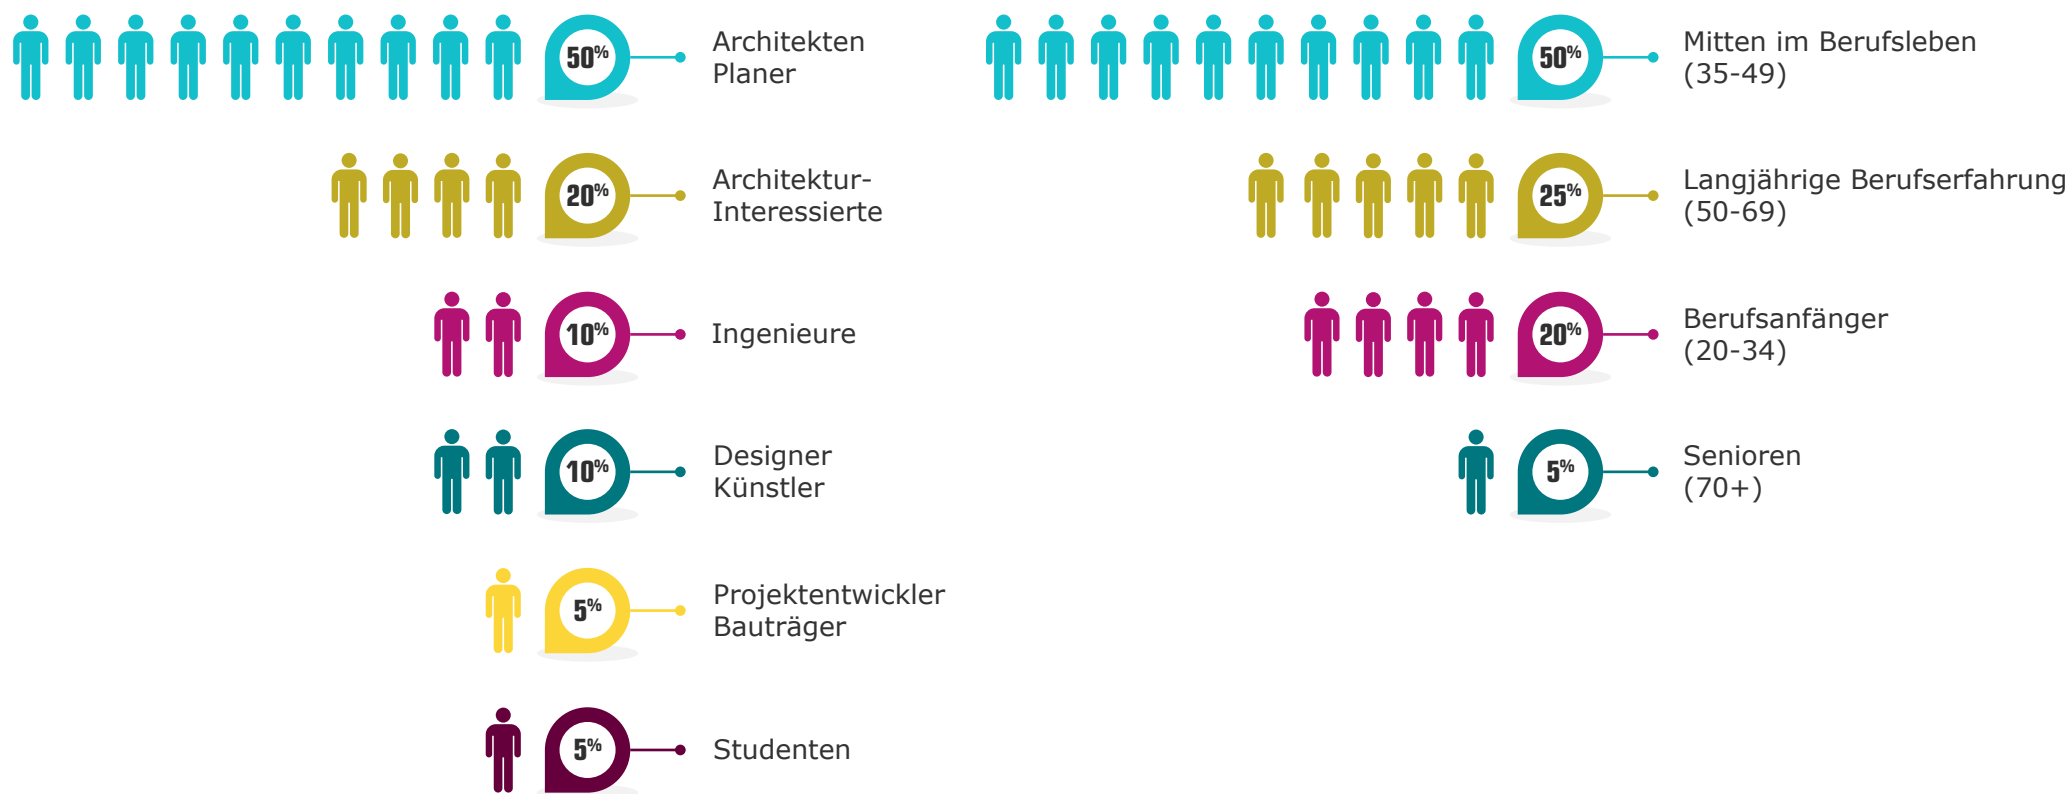 50%
Architekten
Planer
20%
Architektur-
Interessierte
10%
Ingenieure
10%
Designer
Künstler
5%
Projektentwickler
Bauträger
5%
Studenten
50%
Mitten im Berufsleben
(35-49)
25%
Langjährige Berufserfahrung
(50-69)
20%
Berufsanfänger
(20-34)
5%
Senioren
(70+)